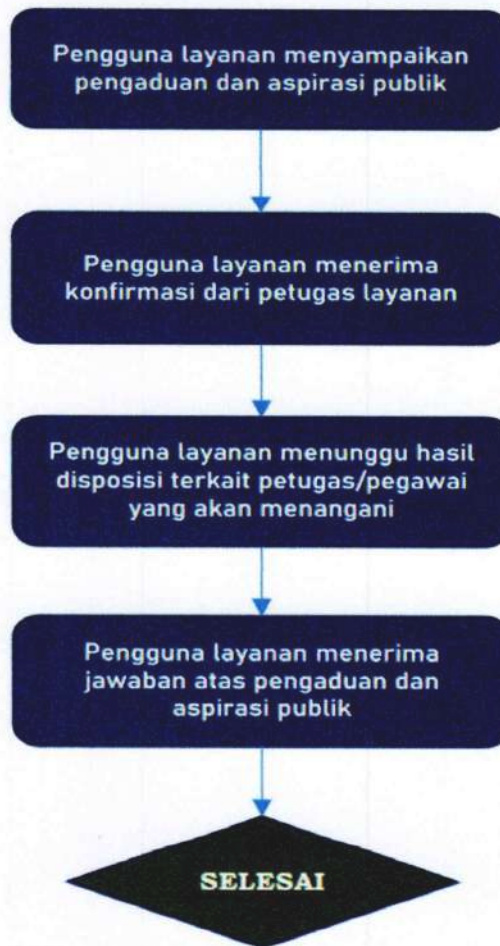 Pengguna layanan menyampaikan
pengaduan dan aspirasi publik
Pengguna layanan menerima
konfirmasi dari petugas layanan
Pengguna layanan menunggu hasil
disposisi terkait petugas/pegawai
yang akan menangani
Pengguna layanan menerima
jawaban atas pengaduan dan
aspirasi publik
SELESAI